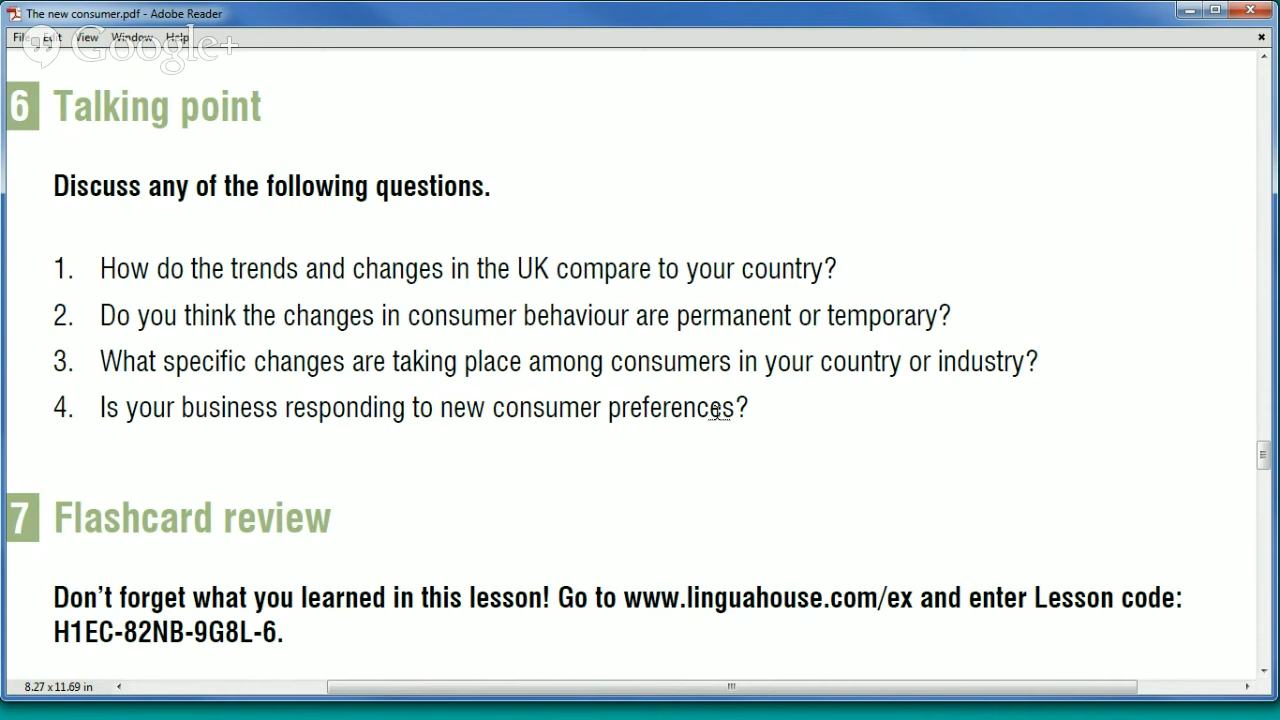 The new consumer.pdf - Adobe Reader
File Edit View Window Help
Google+
6 Talking point
Discuss any of the following questions.
1. How do the trends and changes in the UK compare to your country?
2. Do you think the changes in consumer behaviour are permanent or temporary?
3. What specific changes are taking place among consumers in your country or industry?
4. Is your business responding to new consumer preferences?
7 Flashcard review
Don't forget what you learned in this lesson! Go to www.linguahouse.com/ex and enter Lesson code:
H1EC-82NB-9G8L-6.
8.27 x 11.69 in